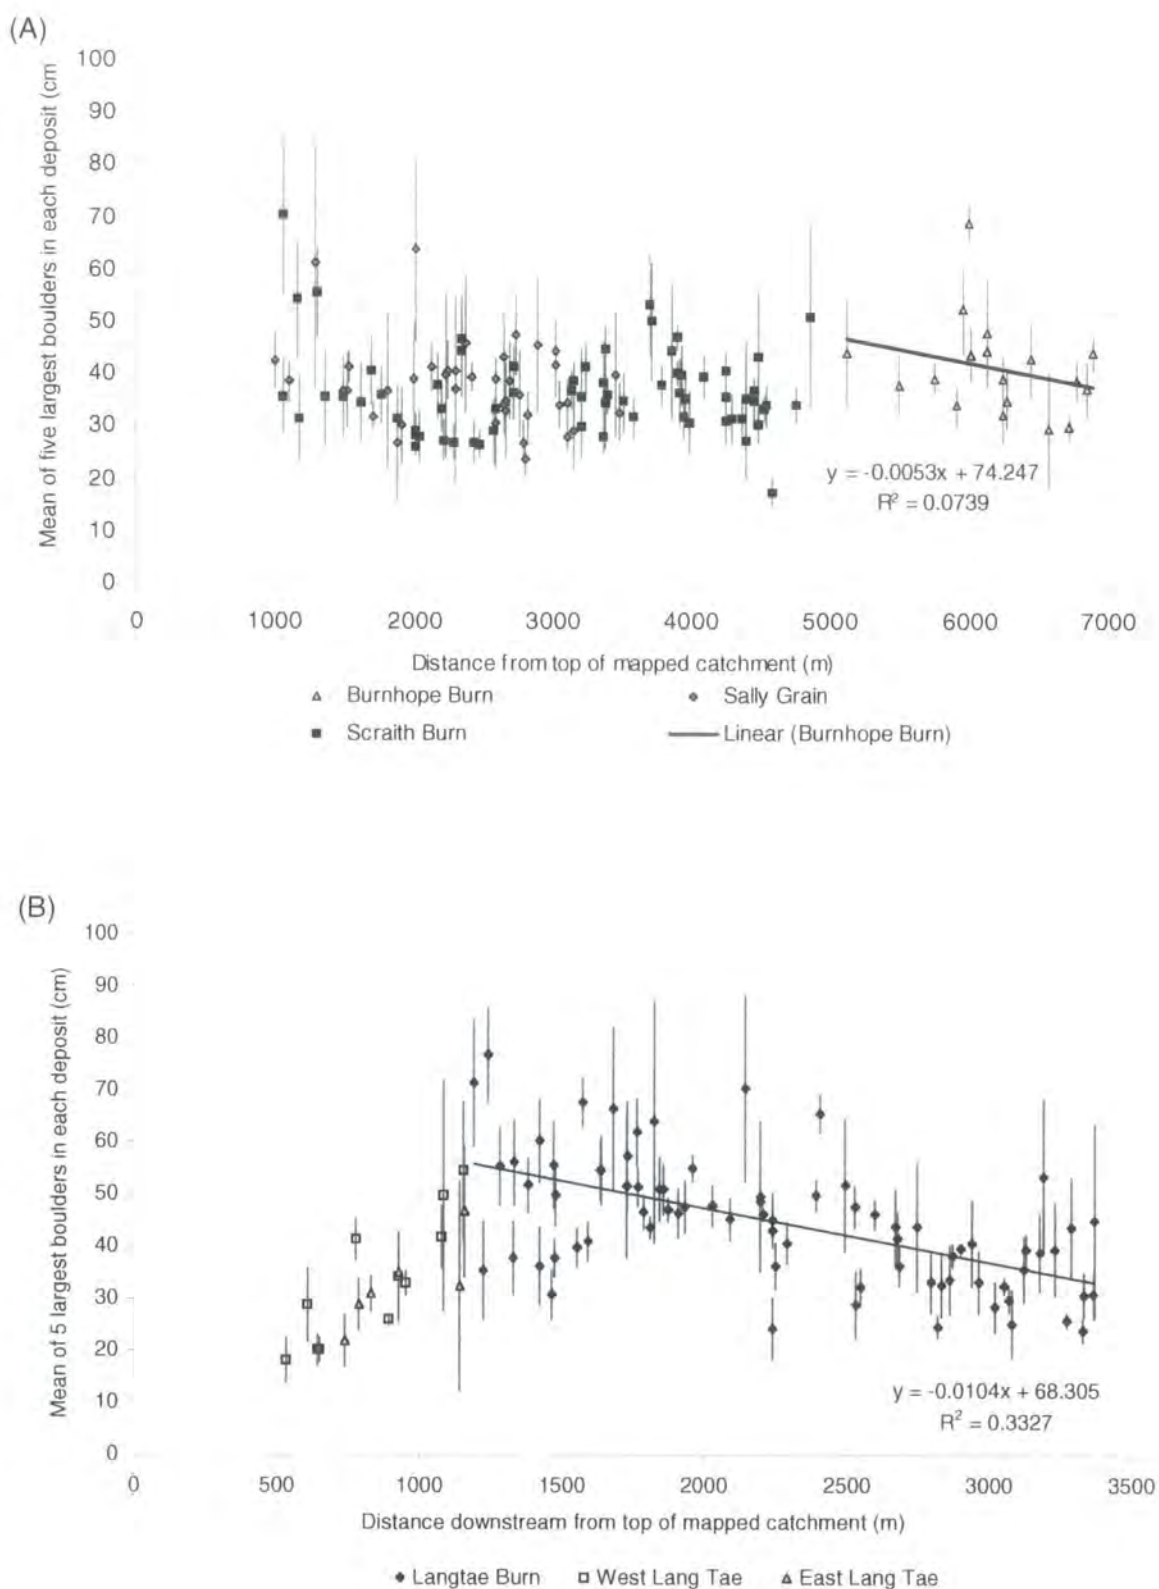 (A)
Mean of five largest boulders in each deposit (cm
100
90
80
70
60
50
40
30
20
10
0
y = -0.0053x + 74.247
R² = 0.0739
0 1000 2000 3000 4000 5000 6000 7000
Distance from top of mapped catchment (m)
Burnhope Burn Sally Grain
Scraith Burn Linear (Burnhope Burn)
(B)
Mean of 5 largest boulders in each deposit (cm)
100
90
80
70
60
50
40
30
20
10
0
y = -0.0104x + 68.305
R² = 0.3327
0 500 1000 1500 2000 2500 3000 3500
Distance downstream from top of mapped catchment (m)
Langtae Burn West Lang Tae East Lang Tae